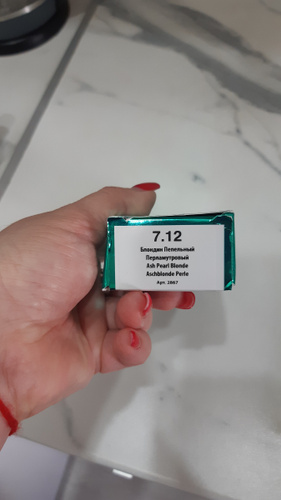 7.12
Блондин Пепельный
Перламутровый
Ash Pearl Blonde
Aschblonde Perle
Арт. 2867